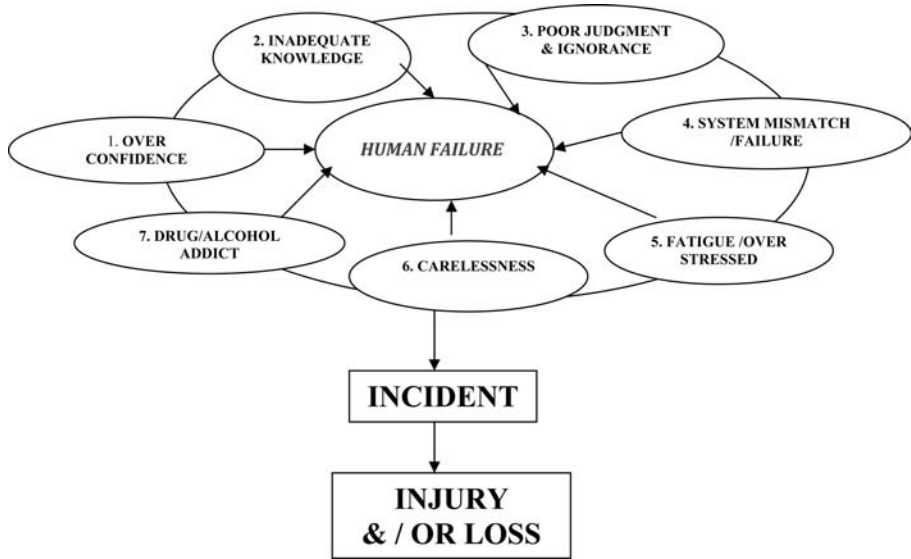 2. INADEQUATE
KNOWLEDGE
3. POOR JUDGMENT
& IGNORANCE
1. OVER
CONFIDENCE
HUMAN FAILURE
4. SYSTEM MISMATCH
/FAILURE
7. DRUG/ALCOHOL
ADDICT
6. CARELESSNESS
5. FATIGUE /OVER
STRESSED
INCIDENT
INJURY
& / OR LOSS